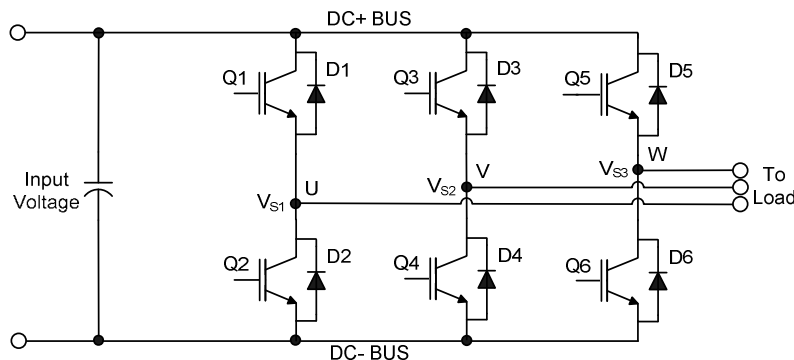 DC+ BUS
Q1
D1
Q3
D3
Q5
D5
Input
Voltage
VS1
U
VS2
V
VS3
W
To
Load
Q2
D2
Q4
D4
Q6
D6
DC- BUS